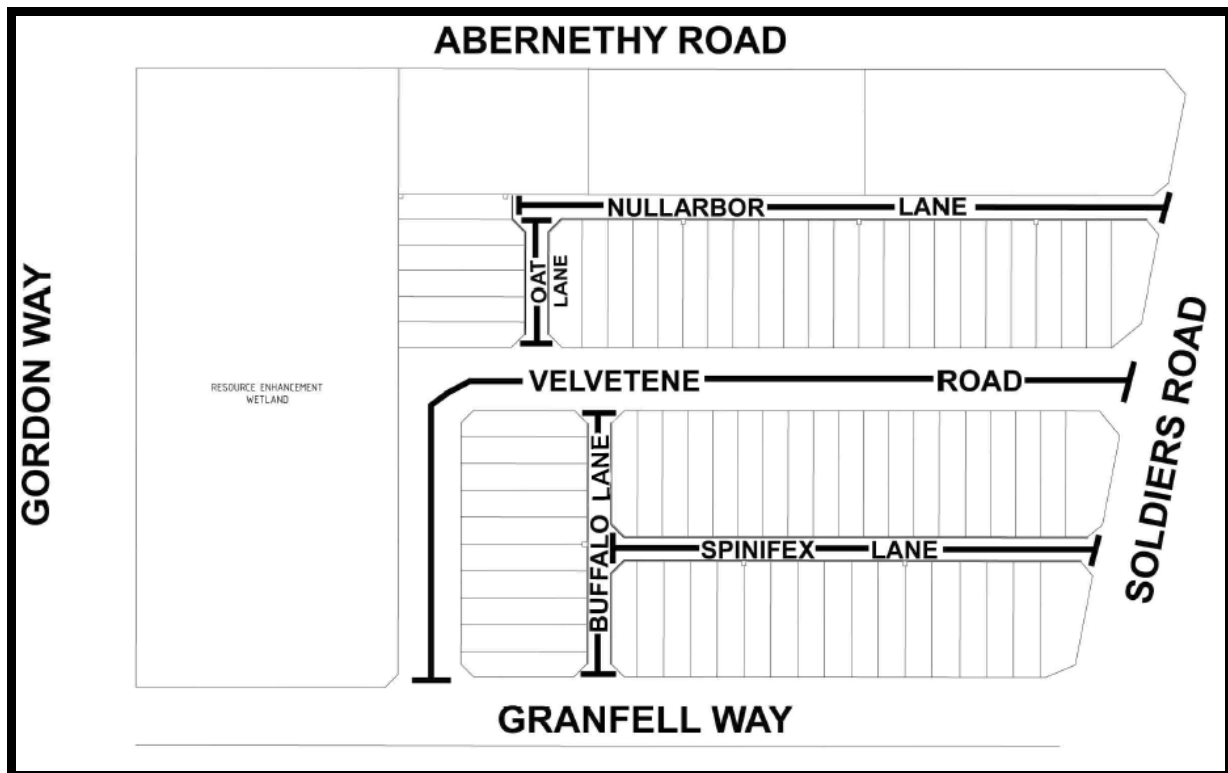 ABERNETHY ROAD
NULLARBOR LANE
OAT
LANE
GORDON WAY
RESOURCE ENHANCEMENT
WETLAND
VELVETENE ROAD
SOLDIERS ROAD
BUFFALO LANE
SPINIFEX LANE
GRANFELL WAY